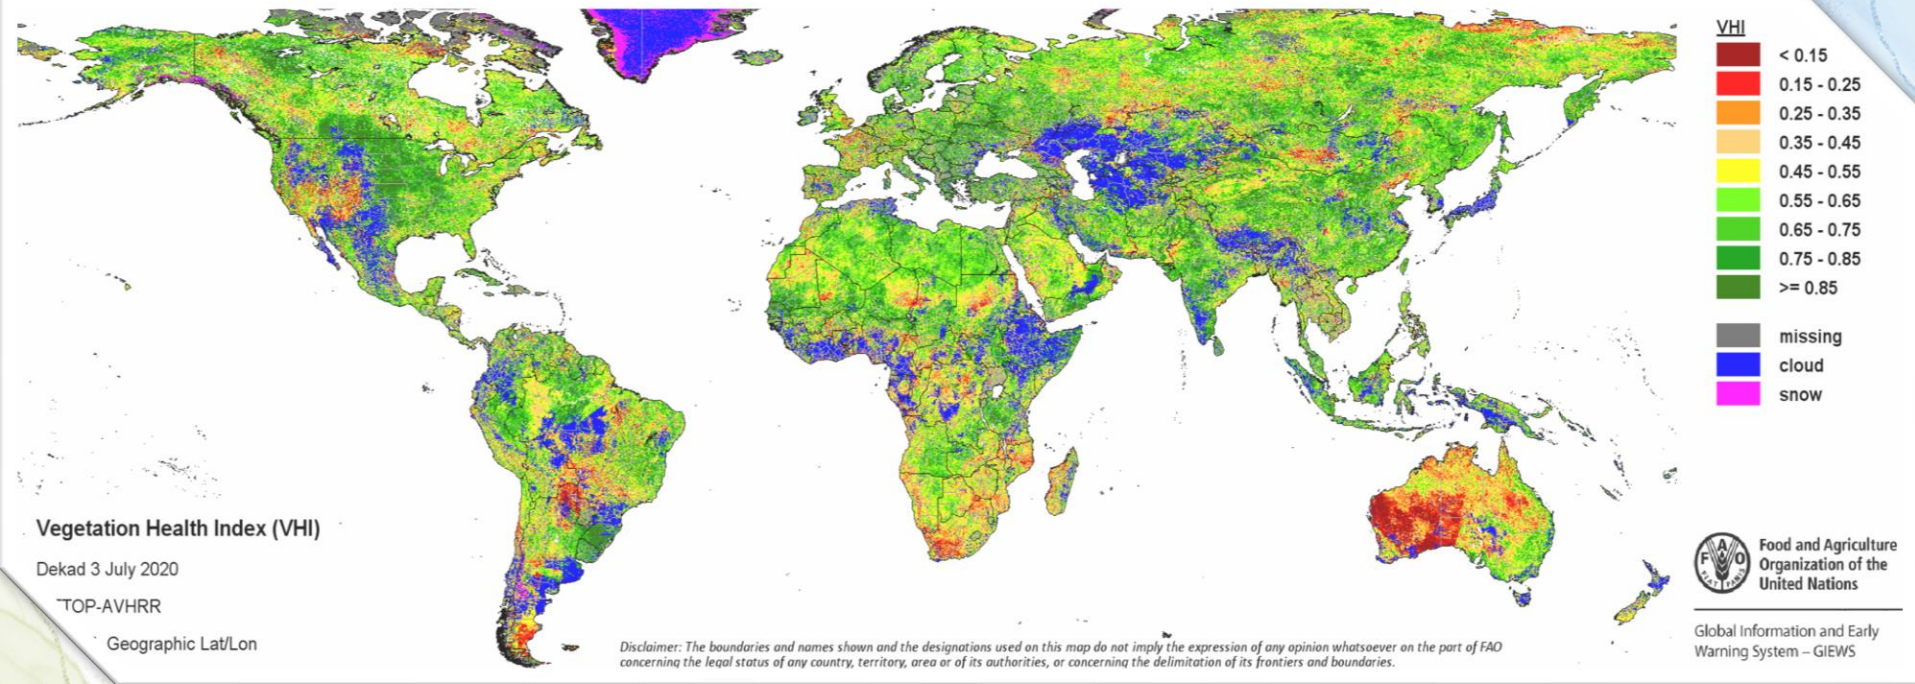 VHI
< 0.15
0.15 - 0.25
0.25 - 0.35
0.35 - 0.45
0.45 - 0.55
0.55 - 0.65
0.65 - 0.75
0.75 - 0.85
>= 0.85
missing
cloud
snow
Vegetation Health Index (VHI)
Dekad 3 July 2020
TOP-AVHRR
Geographic Lat/Lon
Disclaimer: The boundaries and names shown and the designations used on this map do not imply the expression of any opinion whatsoever on the part of FAO
concerning the legal status of any country, territory, area or of its authorities, or concerning the delimitation of its frontiers and boundaries.
FAO
FIAT PANIS
Food and Agriculture
Organization of the
United Nations
Global Information and Early
Warning System – GIEWS